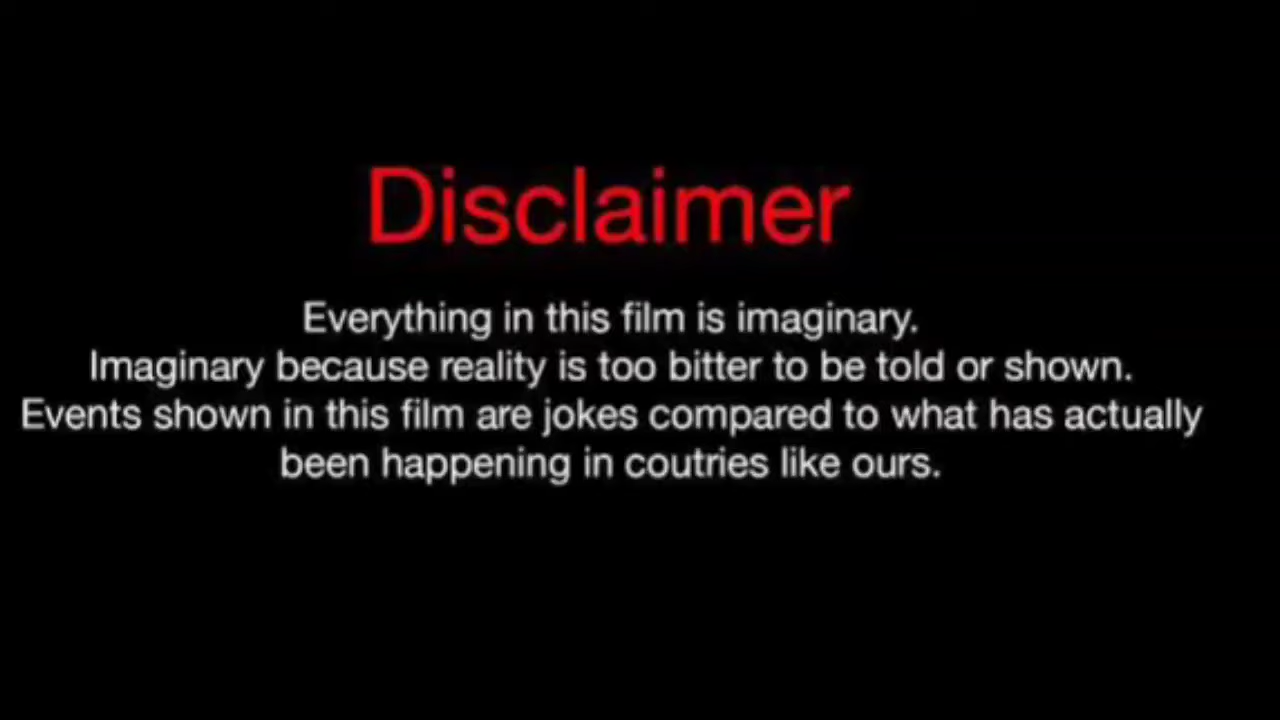 Disclaimer
Everything in this film is imaginary.
Imaginary because reality is too bitter to be told or shown.
Events shown in this film are jokes compared to what has actually
been happening in coutries like ours.